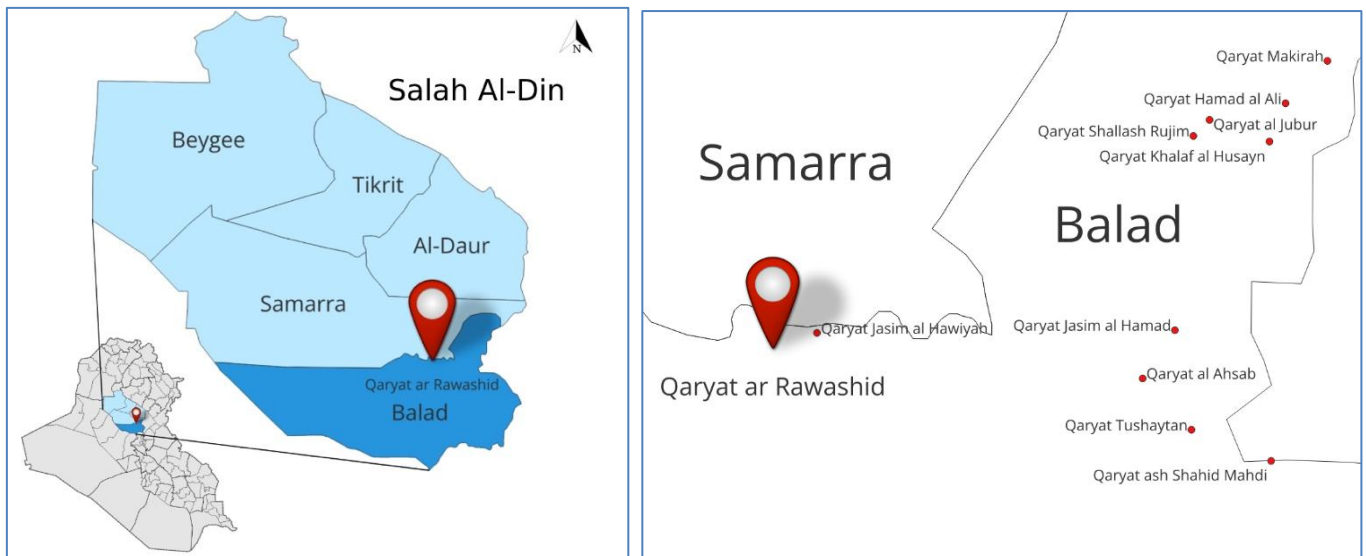 N
Salah Al-Din
Beygee
Tikrit
Al-Daur
Samarra
Qaryat ar Rawashid
Balad
Qaryat Makirah
Qaryat Hamad al Ali
Qaryat al Jubur
Qaryat Shallash Rujim
Qaryat Khalaf al Husayn
Samarra
Balad
Qaryat Jasim al Hawiyah
Qaryat Jasim al Hamad
Qaryat ar Rawashid
Qaryat al Ahsab
Qaryat Tushaytan
Qaryat ash Shahid Mahdi